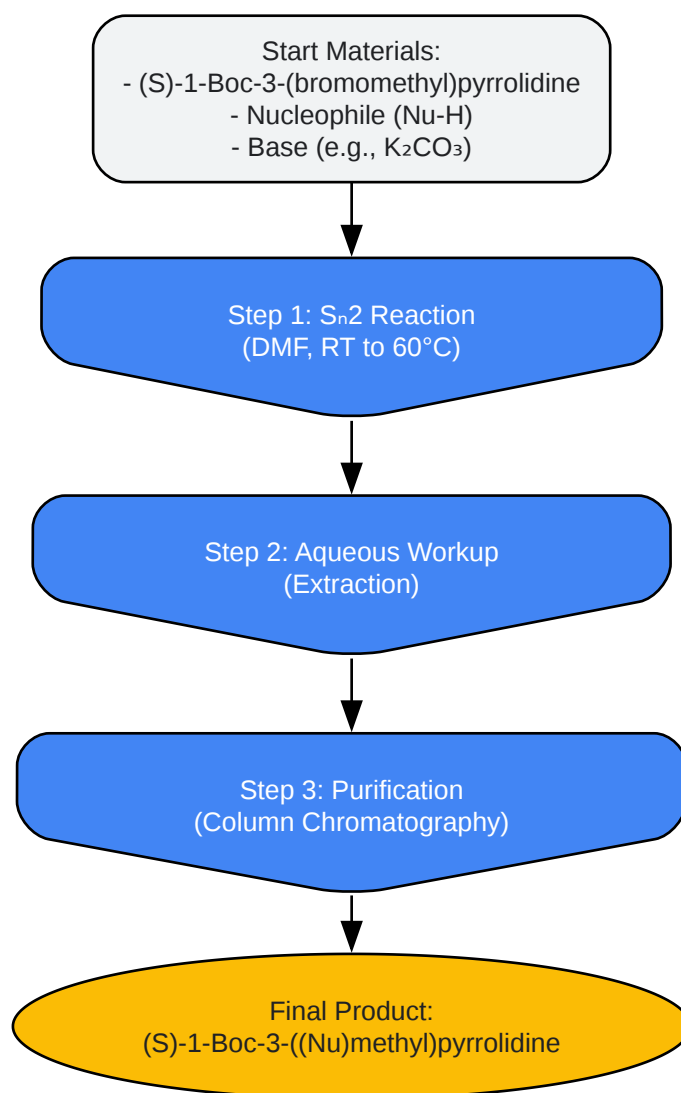 Start Materials:
- (S)-1-Boc-3-(bromomethyl)pyrrolidine
- Nucleophile (Nu-H)
- Base (e.g., K₂CO₃)
Step 1: Sₙ2 Reaction
(DMF, RT to 60°C)
Step 2: Aqueous Workup
(Extraction)
Step 3: Purification
(Column Chromatography)
Final Product:
(S)-1-Boc-3-((Nu)methyl)pyrrolidine